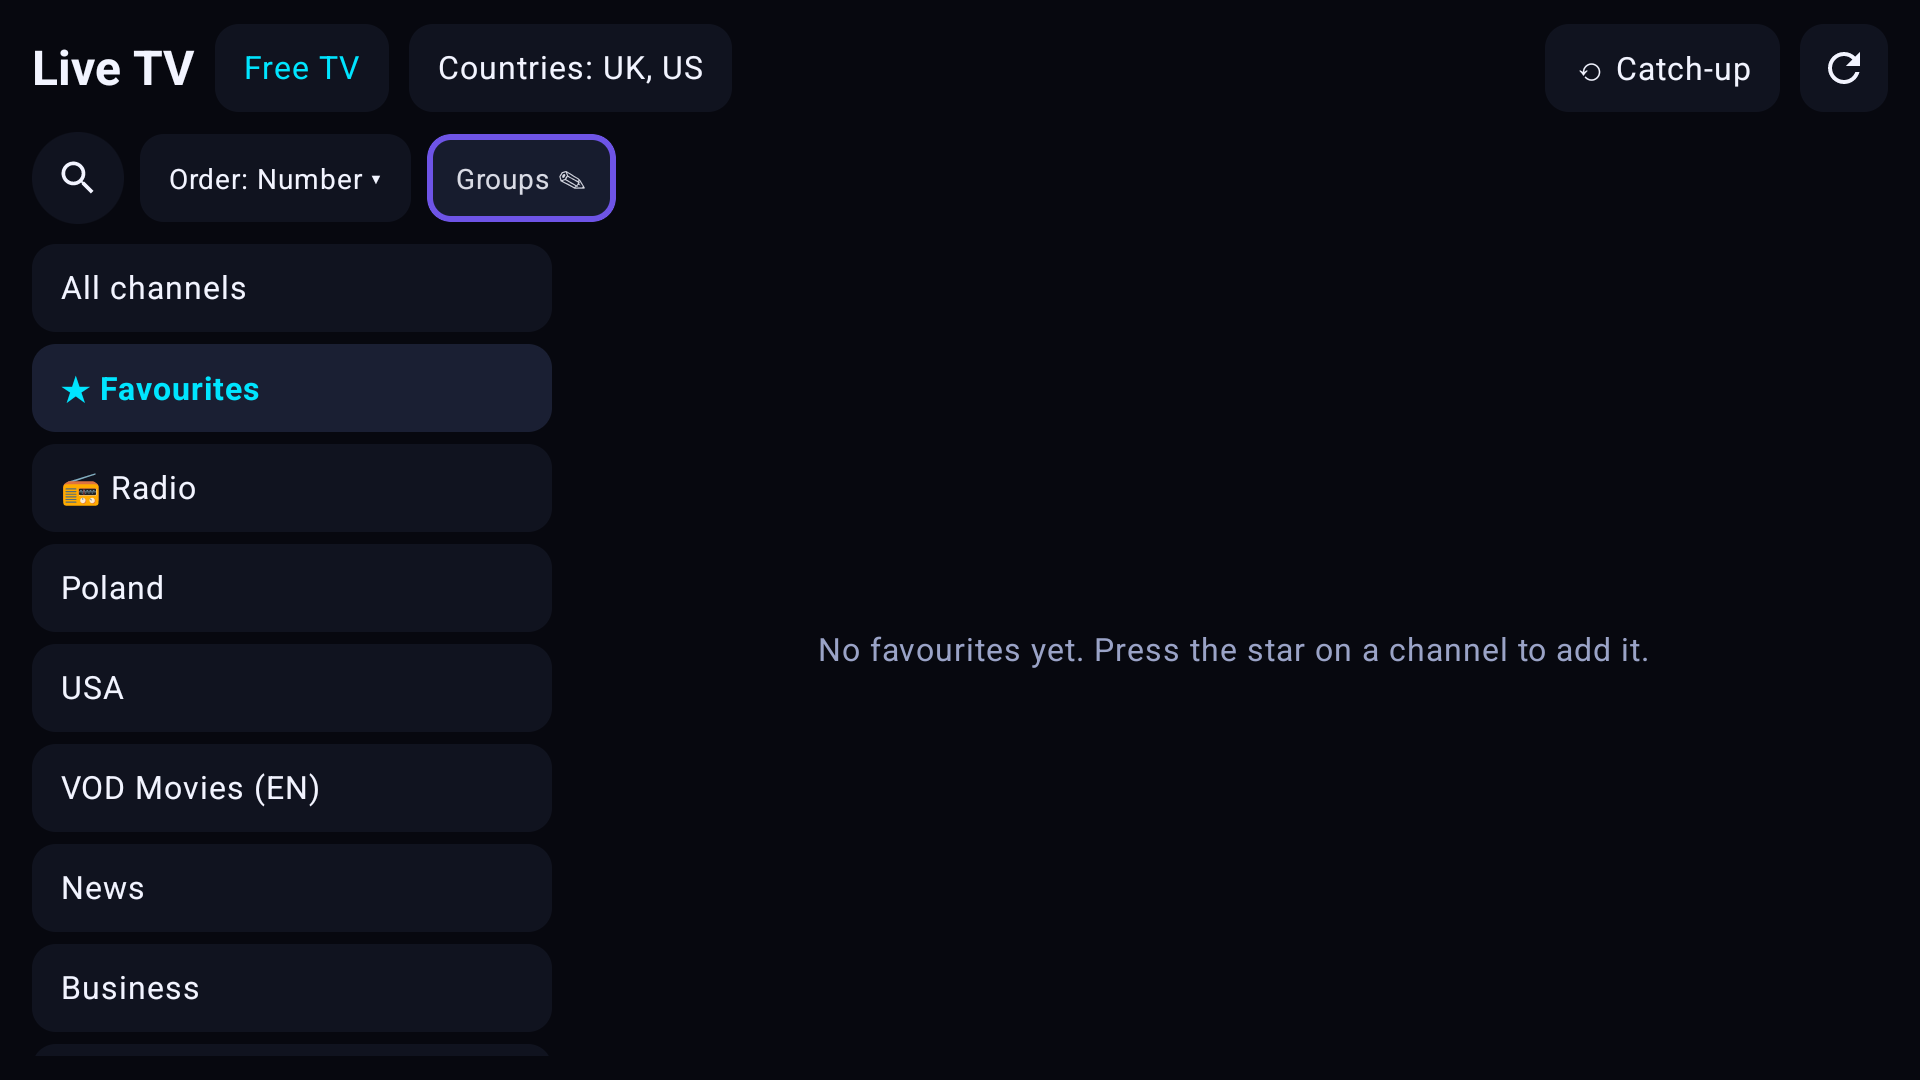 Live TV
Free TV
Countries: UK, US
Catch-up
Order: Number ▾
Groups ✎
All channels
★ Favourites
📻 Radio
Poland
USA
VOD Movies (EN)
News
Business
No favourites yet. Press the star on a channel to add it.